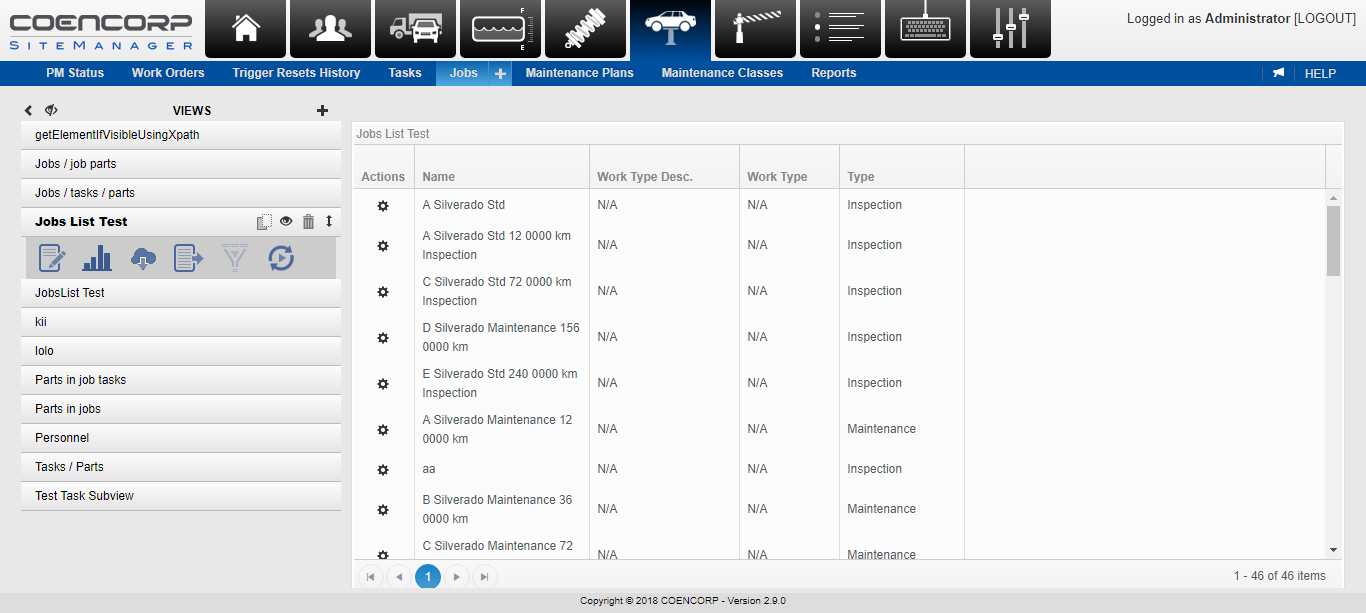 COENCORP
SITEMANAGER
F
E
Logged in as Administrator [LOGOUT]
PM Status Work Orders Trigger Resets History Tasks Jobs + Maintenance Plans Maintenance Classes Reports HELP
VIEWS
getElementIfVisibleUsingXpath
Jobs / job parts
Jobs / tasks / parts
Jobs List Test
JobsList Test
kii
lolo
Parts in job tasks
Parts in jobs
Personnel
Tasks / Parts
Test Task Subview
Jobs List Test
Actions Name Work Type Desc. Work Type Type
A Silverado Std N/A N/A Inspection
A Silverado Std 12 0000 km
Inspection
N/A N/A Inspection
C Silverado Std 72 0000 km
Inspection
N/A N/A Inspection
D Silverado Maintenance 156
0000 km
N/A N/A Inspection
E Silverado Std 240 0000 km
Inspection
N/A N/A Inspection
A Silverado Maintenance 12
0000 km
N/A N/A Maintenance
aa N/A N/A Inspection
B Silverado Maintenance 36
0000 km
N/A N/A Maintenance
C Silverado Maintenance 72
N/A N/A Maintenance
1
1 - 46 of 46 items
Copyright © 2018 COENCORP - Version 2.9.0